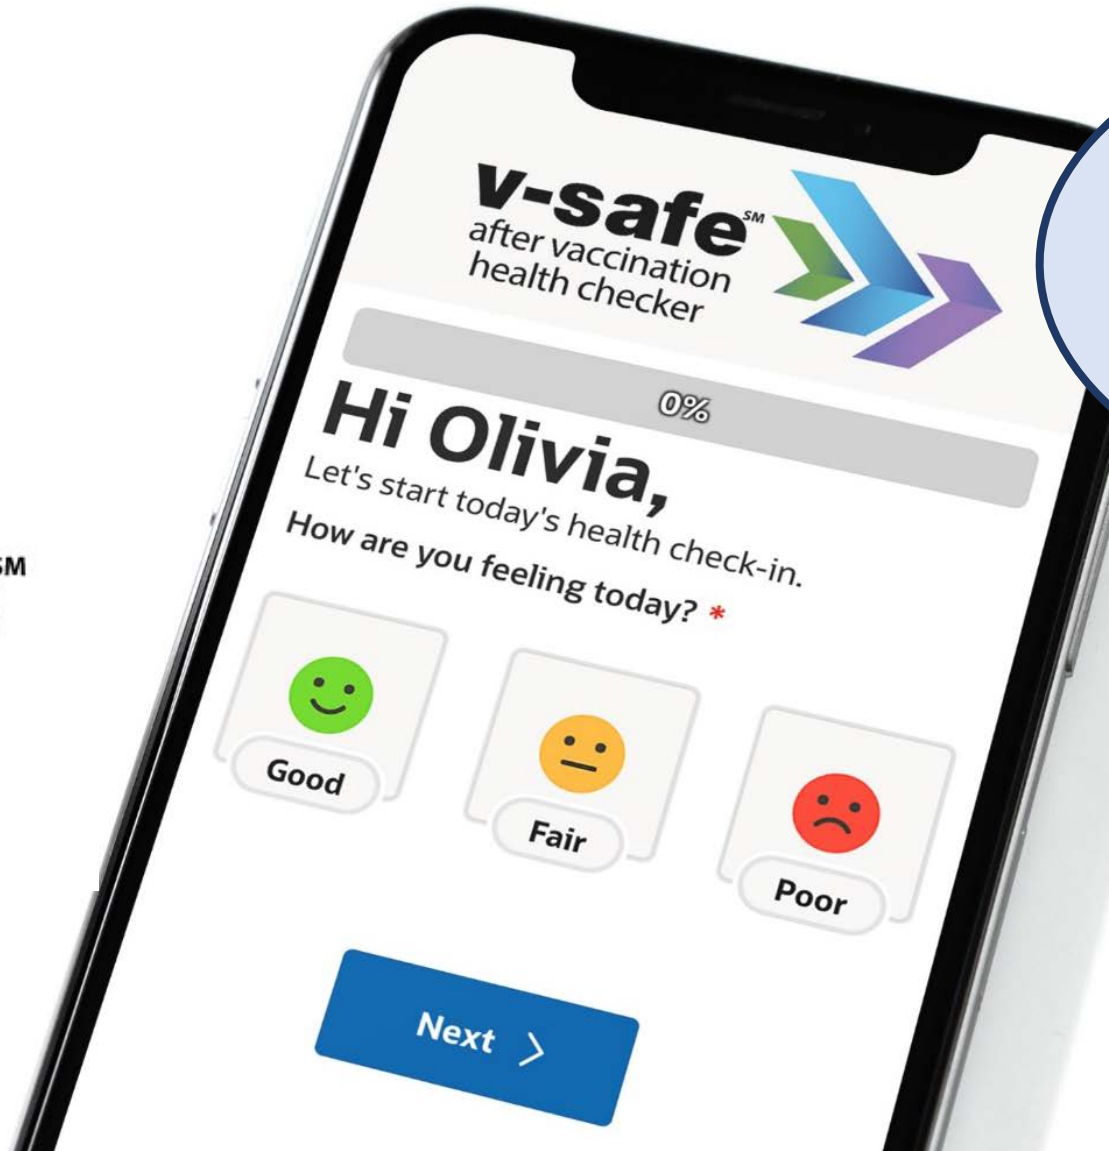 v-safe℠
after vaccination
health checker
0%
Hi Olivia,
Let's start today's health check-in.
How are you feeling today? *
Good
Fair
Poor
Next >
SM